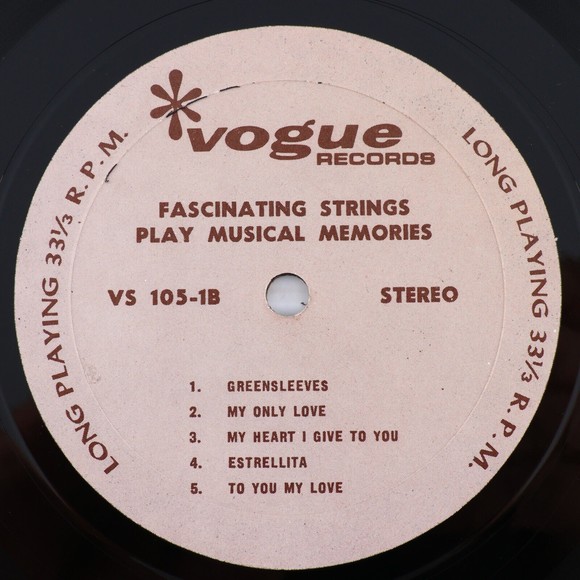 vogue
RECORDS
FASCINATING STRINGS
PLAY MUSICAL MEMORIES
VS 105-1B
STEREO
1. GREENSLEEVES
2. MY ONLY LOVE
3. MY HEART I GIVE TO YOU
4. ESTRELLITA
5. TO YOU MY LOVE
LONG PLAYING 33⅓ R.P.M.
LONG PLAYING 33⅓ R.P.M.